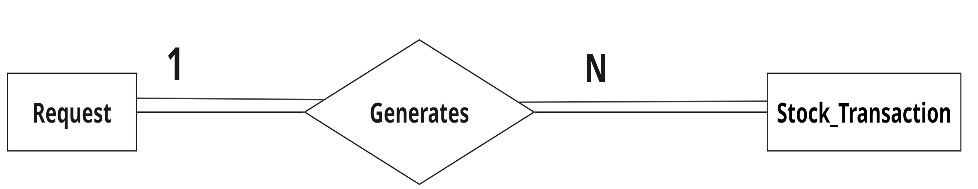 1
N
Request
Generates
Stock_Transaction